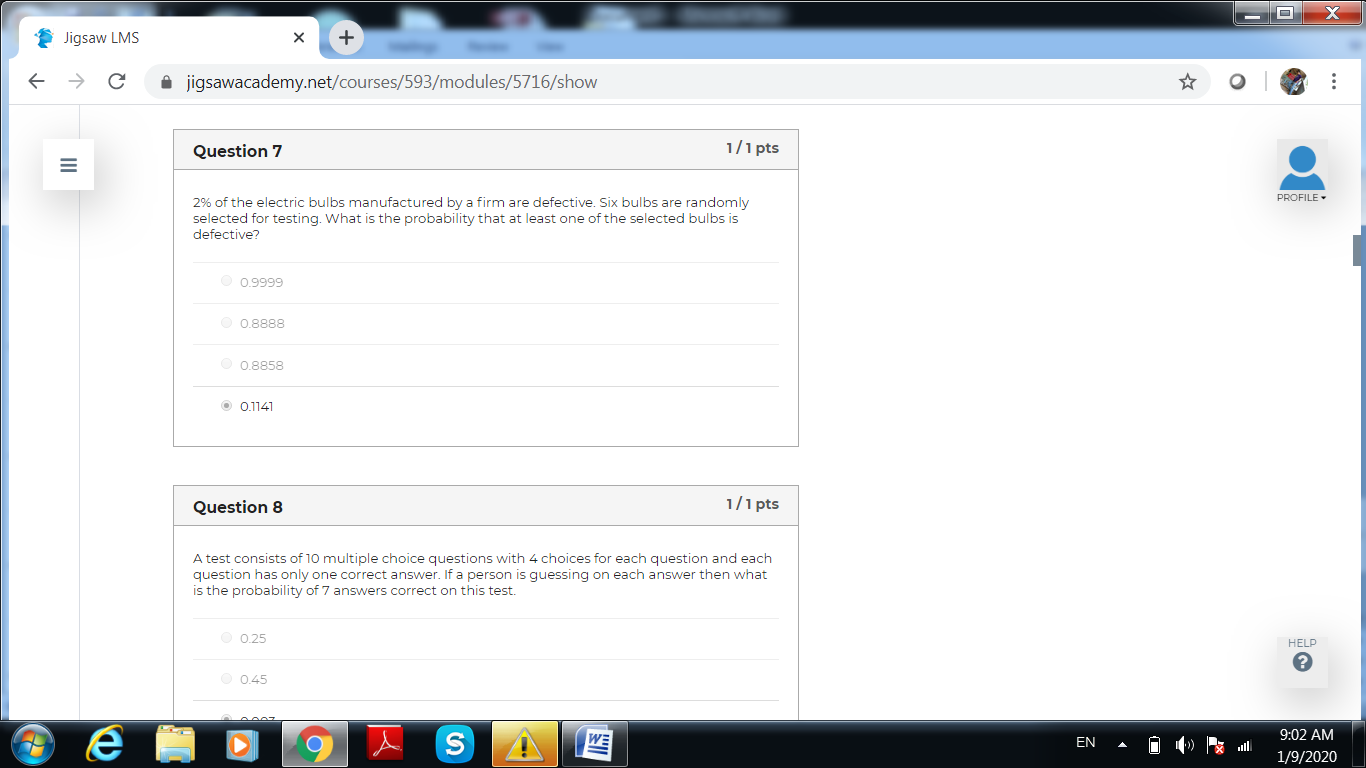 Jigsaw LMS
jigsawacademy.net/courses/593/modules/5716/show
Question 7
1 / 1 pts
PROFILE
2% of the electric bulbs manufactured by a firm are defective. Six bulbs are randomly
selected for testing. What is the probability that at least one of the selected bulbs is
defective?
0.9999
0.8888
0.8858
0.1141
Question 8
1 / 1 pts
A test consists of 10 multiple choice questions with 4 choices for each question and each
question has only one correct answer. If a person is guessing on each answer then what
is the probability of 7 answers correct on this test.
0.25
HELP
0.45
EN
9:02 AM
1/9/2020